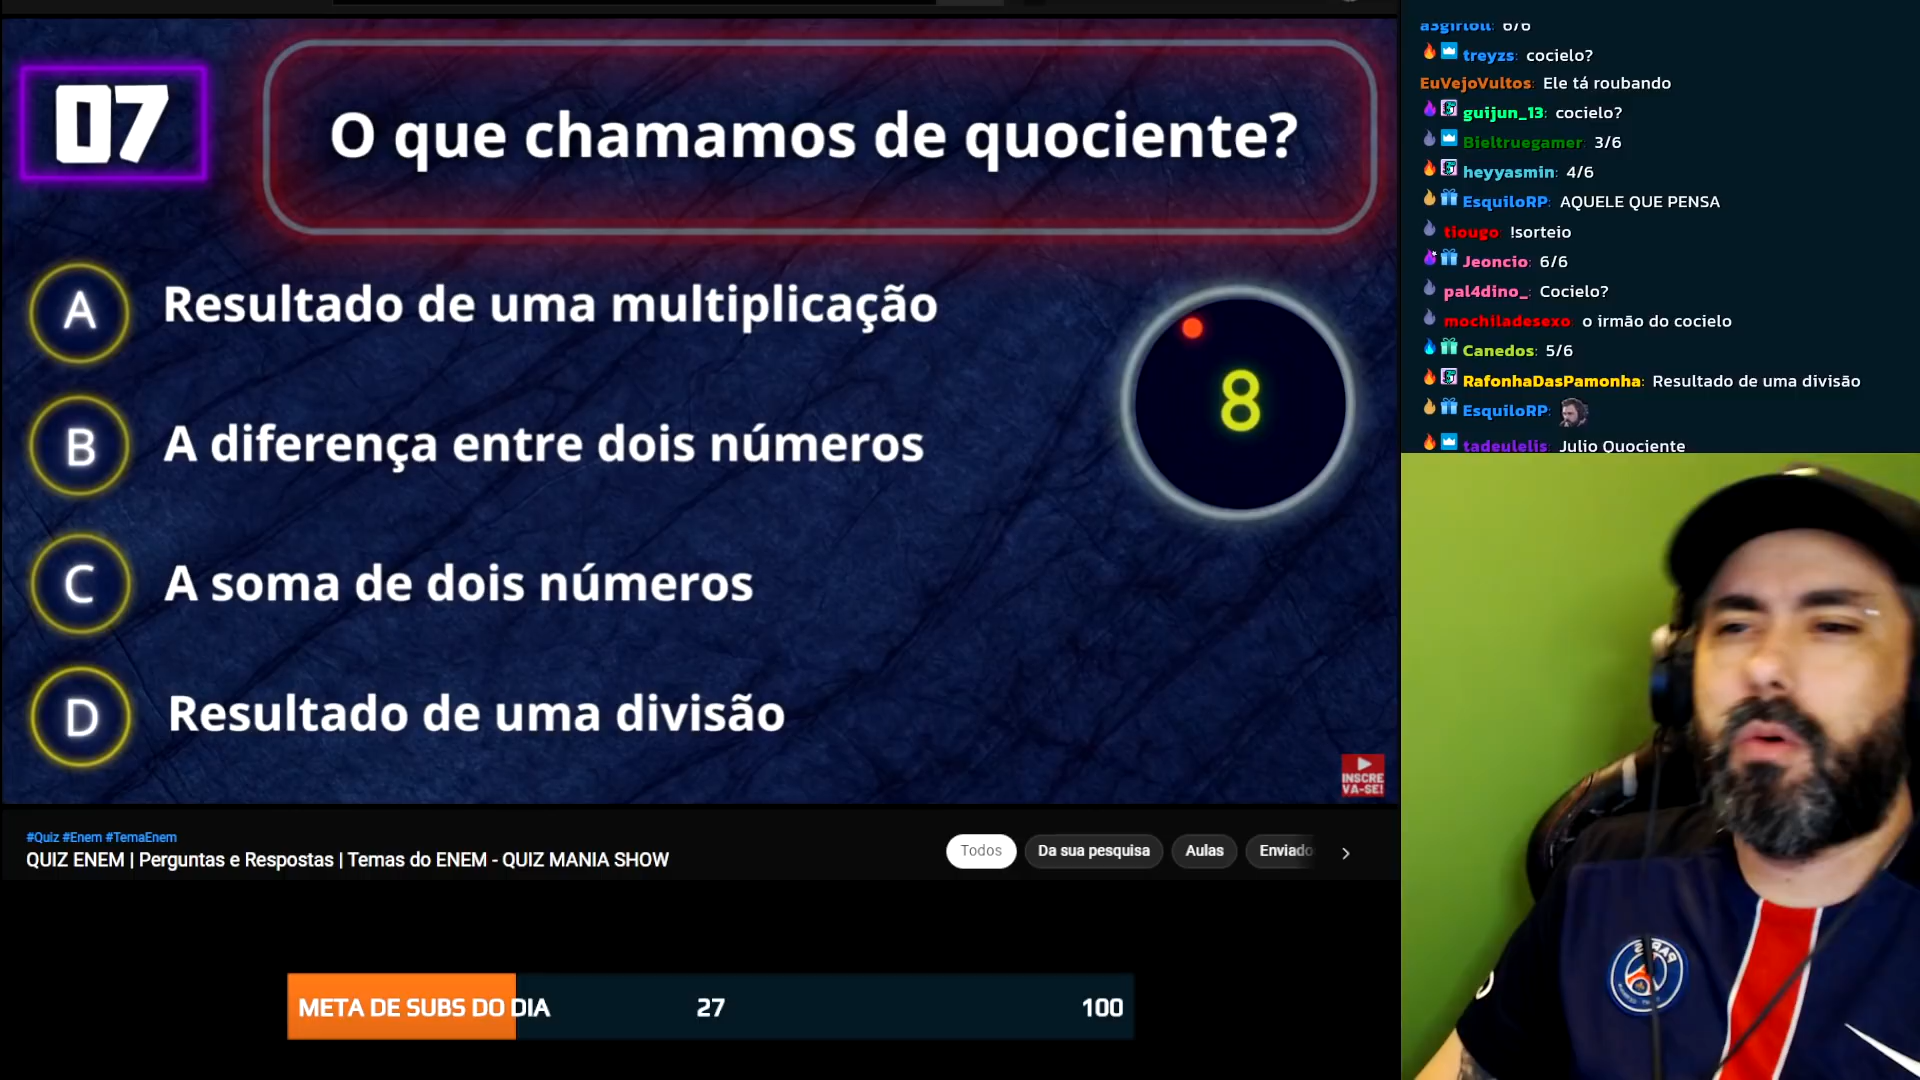 07
O que chamamos de quociente?
A
Resultado de uma multiplicação
B
A diferença entre dois números
C
A soma de dois números
D
Resultado de uma divisão
8
INSCRE
VA-SE!
#Quiz #Enem #TemaEnem
QUIZ ENEM | Perguntas e Respostas | Temas do ENEM - QUIZ MANIA SHOW
Todos
Da sua pesquisa
Aulas
Enviado
META DE SUBS DO DIA
27
100
a3girloll: 6/6
treyzs: cocielo?
EuVejoVultos: Ele tá roubando
guijun_13: cocielo?
Bieltruegamer: 3/6
heyyasmin: 4/6
EsquiloRP: AQUELE QUE PENSA
tiougo: !sorteio
Jeoncio: 6/6
pal4dino_: Cocielo?
mochiladesexo: o irmão do cocielo
Canedos: 5/6
RafonhaDasPamonha: Resultado de uma divisão
EsquiloRP:
tadeulelis: Julio Quociente
PARIS